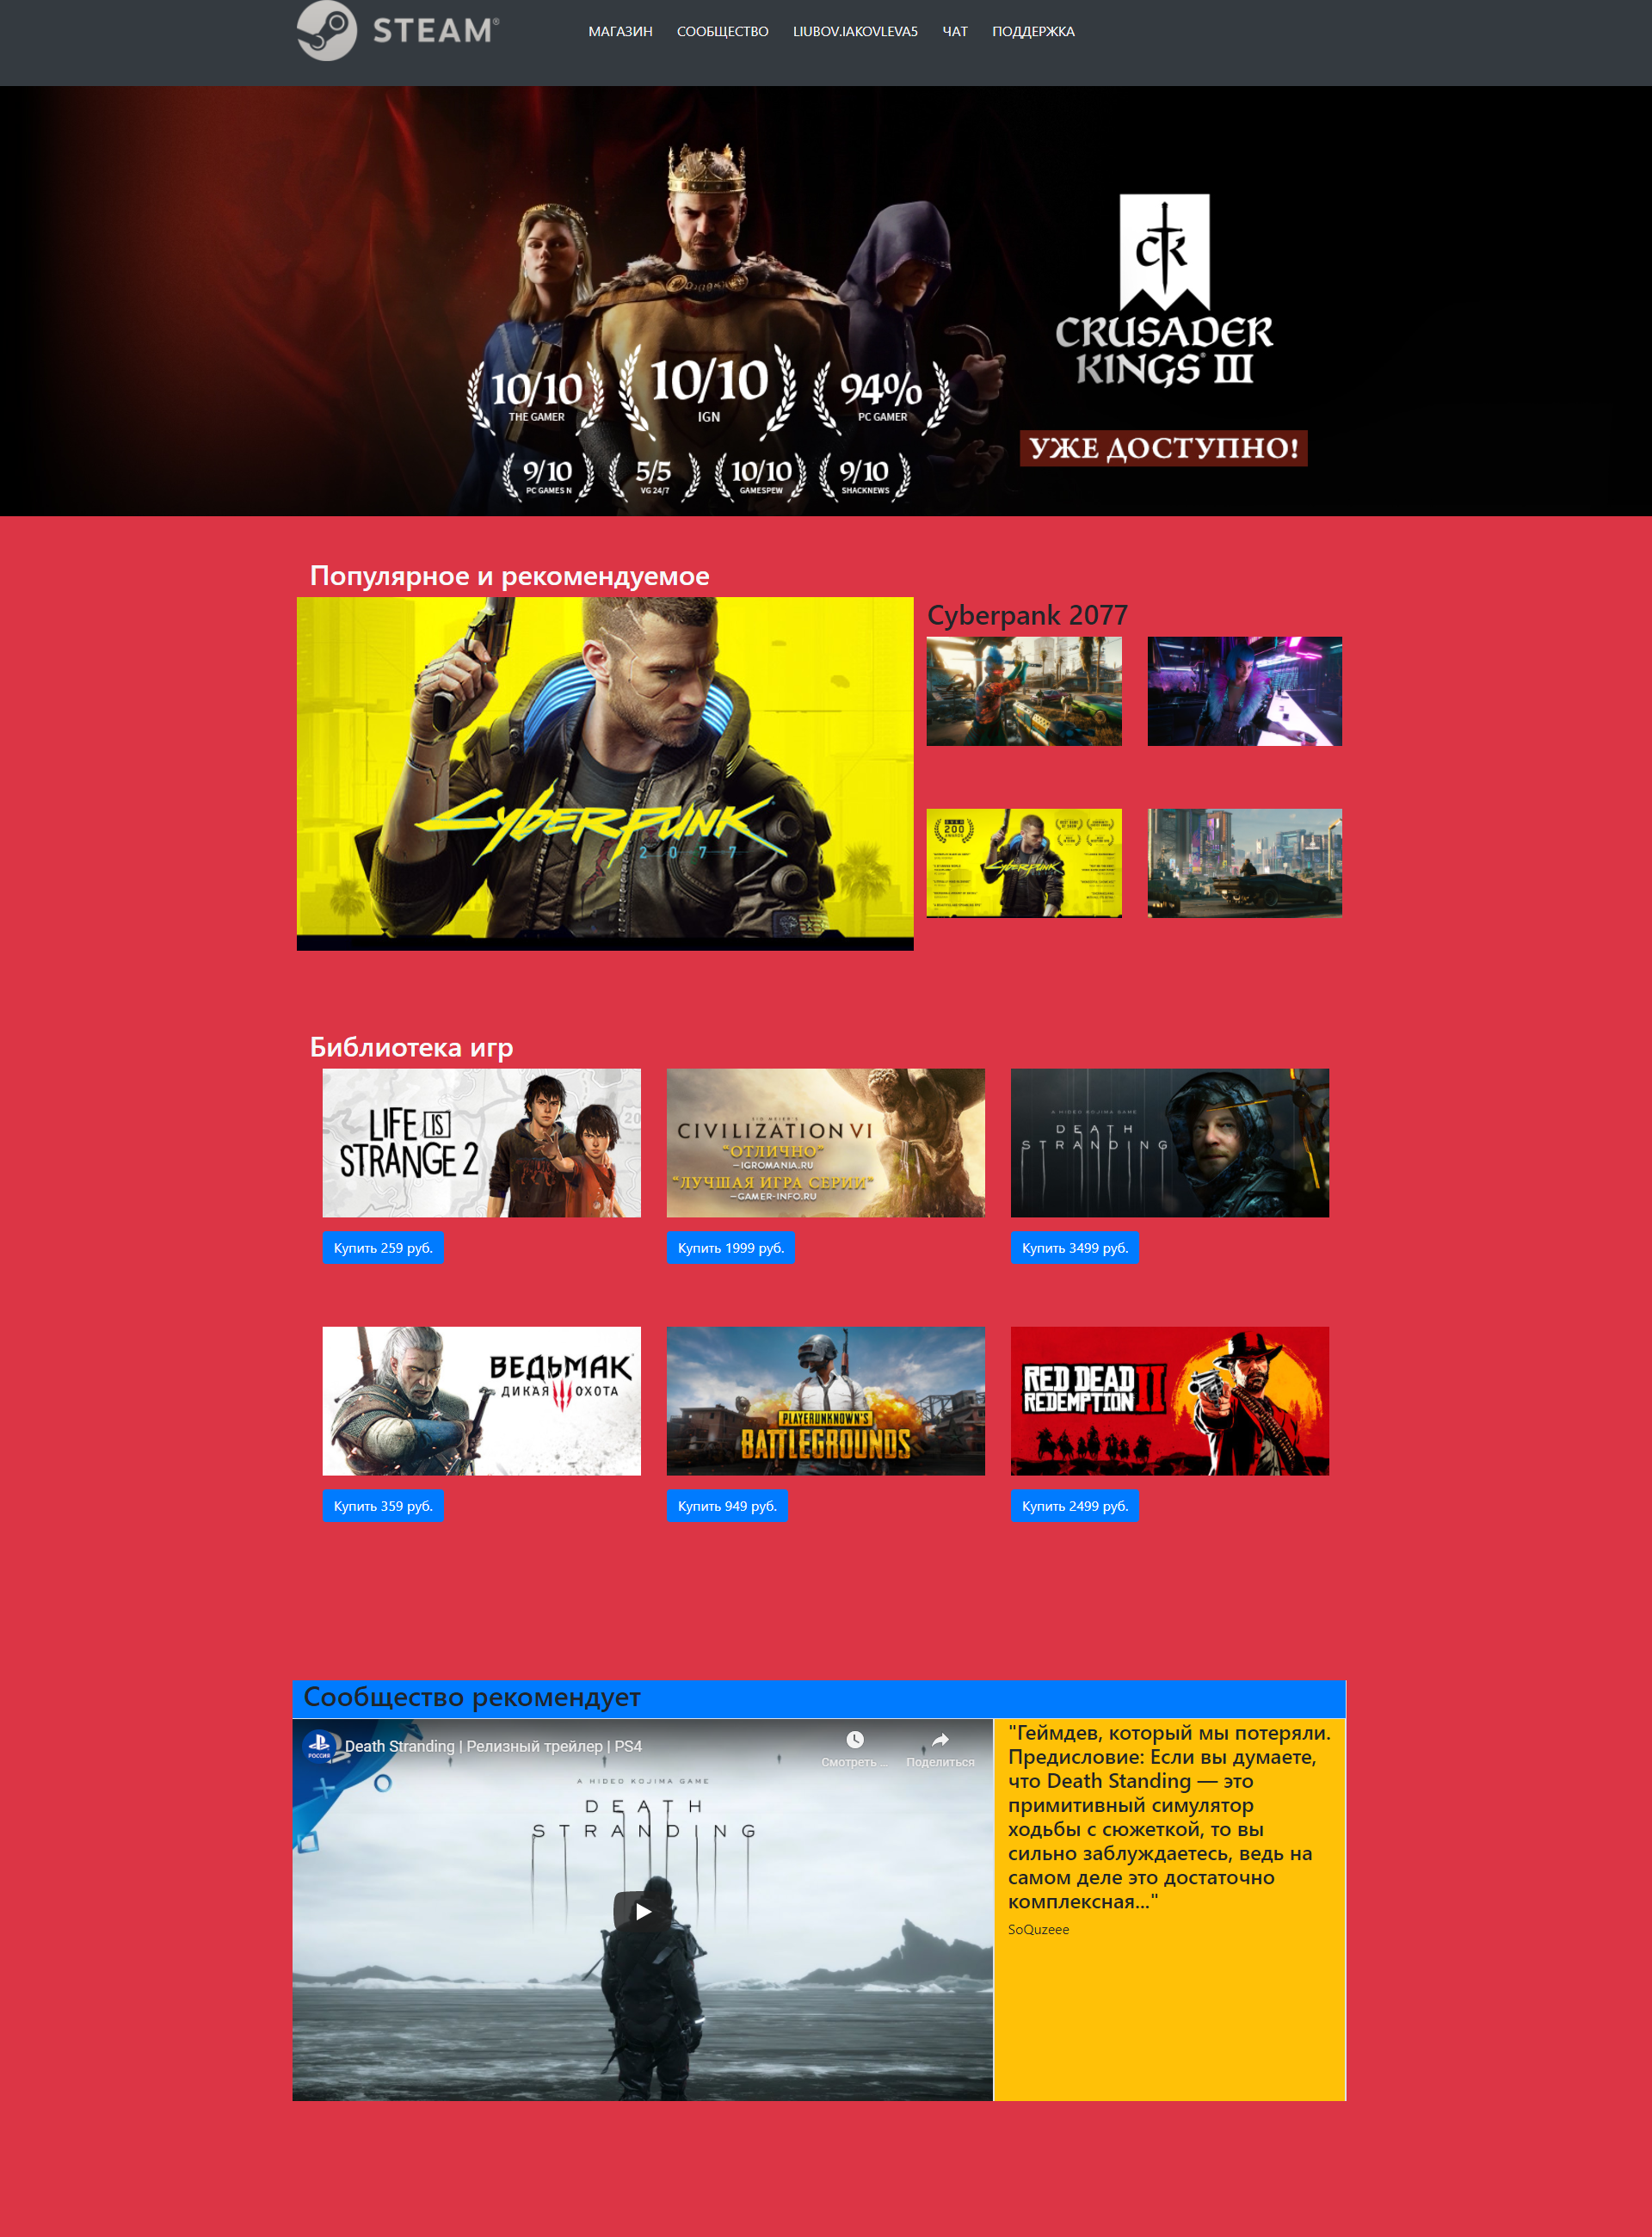 STEAM®
МАГАЗИН СООБЩЕСТВО LIUBOV.IAKOVLEVA5 ЧАТ ПОДДЕРЖКА
CK
CRUSADER
KINGS III
10/10
THE GAMER
10/10
IGN
94%
PC GAMER
УЖЕ ДОСТУПНО!
9/10
PC GAMES N
5/5
VG 24/7
10/10
GAMESPEW
9/10
SHACKNEWS
Популярное и рекомендуемое
Cyberpank 2077
CYBERPUNK
2077
200
CYBERPUNK
Библиотека игр
LIFE IS
STRANGE 2
SID MEIER'S
CIVILIZATION VI
“ОТЛИЧНО”
—IGROMANIA.RU
“ЛУЧШАЯ ИГРА СЕРИИ”
—GAMER-INFO.RU
A HIDEO KOJIMA GAME
DEATH
STRANDING
Купить 259 руб.
Купить 1999 руб.
Купить 3499 руб.
ВЕДЬМАК
ДИКАЯ ОХОТА
PLAYERUNKNOWN'S
BATTLEGROUNDS
RED DEAD
REDEMPTION II
Купить 359 руб.
Купить 949 руб.
Купить 2499 руб.
Сообщество рекомендует
РОССИЯ
Death Stranding | Релизный трейлер | PS4
Смотреть ...
Поделиться
A HIDEO KOJIMA GAME
DEATH
STRANDING
"Геймдев, который мы потеряли.
Предисловие: Если вы думаете,
что Death Standing — это
примитивный симулятор
ходьбы с сюжеткой, то вы
сильно заблуждаетесь, ведь на
самом деле это достаточно
комплексная..."
SoQuzeee